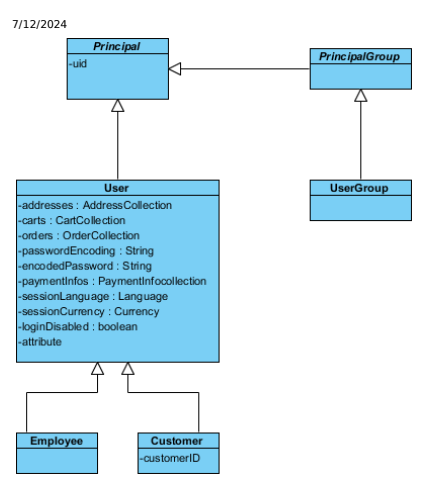 7/12/2024
Principal
-uid
PrincipalGroup
User
-addresses : AddressCollection
-carts : CartCollection
-orders : OrderCollection
-passwordEncoding : String
-encodedPassword : String
-paymentInfos : PaymentInfocollection
-sessionLanguage : Language
-sessionCurrency : Currency
-loginDisabled : boolean
-attribute
UserGroup
Employee
Customer
-customerID